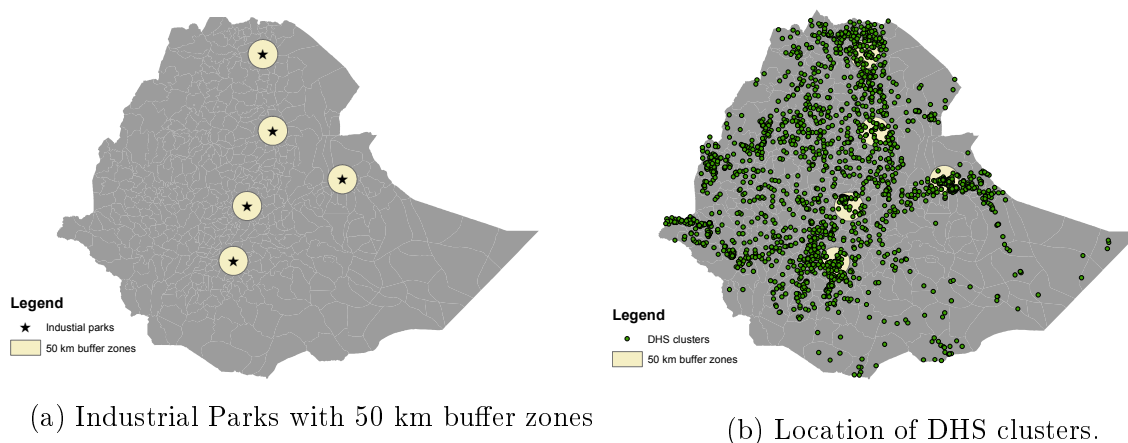 Legend
Industial parks
50 km buffer zones
(a) Industrial Parks with 50 km buffer zones
Legend
DHS clusters
50 km buffer zones
(b) Location of DHS clusters.